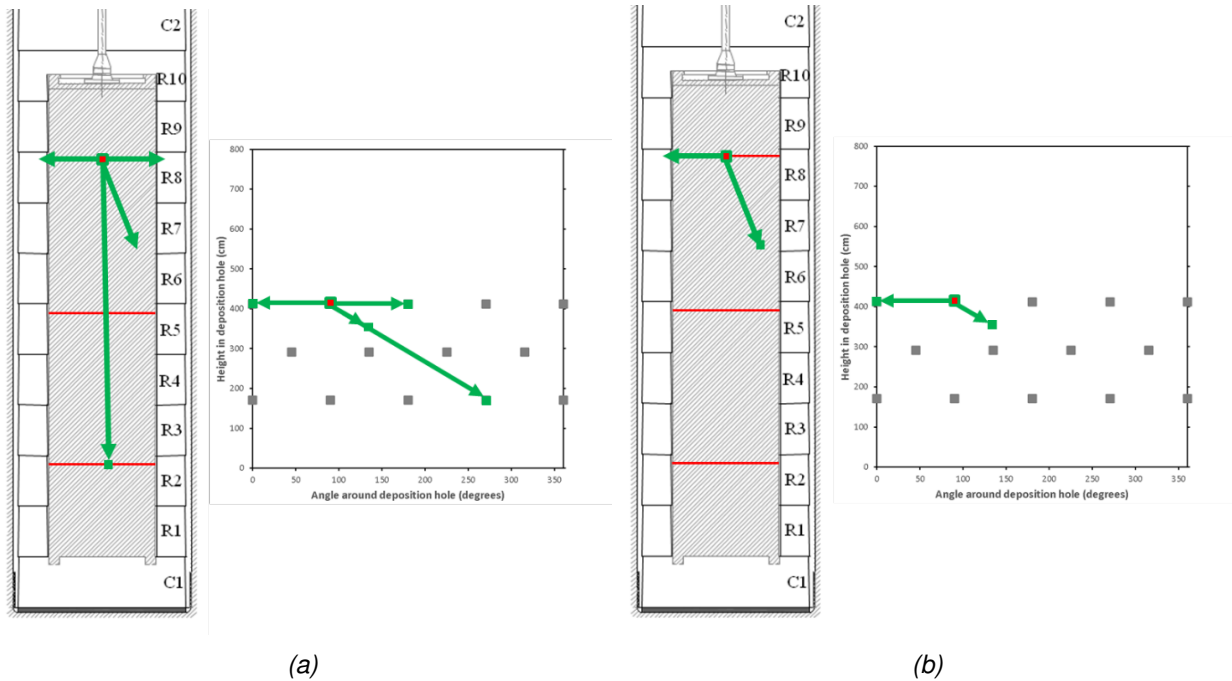 C2
R10
R9
R8
R7
R6
R5
R4
R3
R2
R1
C1
Height in deposition hole (cm)
800
700
600
500
400
300
200
100
0
0 50 100 150 200 250 300 350
Angle around deposition hole (degrees)
(a)
C2
R10
R9
R8
R7
R6
R5
R4
R3
R2
R1
C1
Height in deposition hole (cm)
800
700
600
500
400
300
200
100
0
0 50 100 150 200 250 300 350
Angle around deposition hole (degrees)
(b)